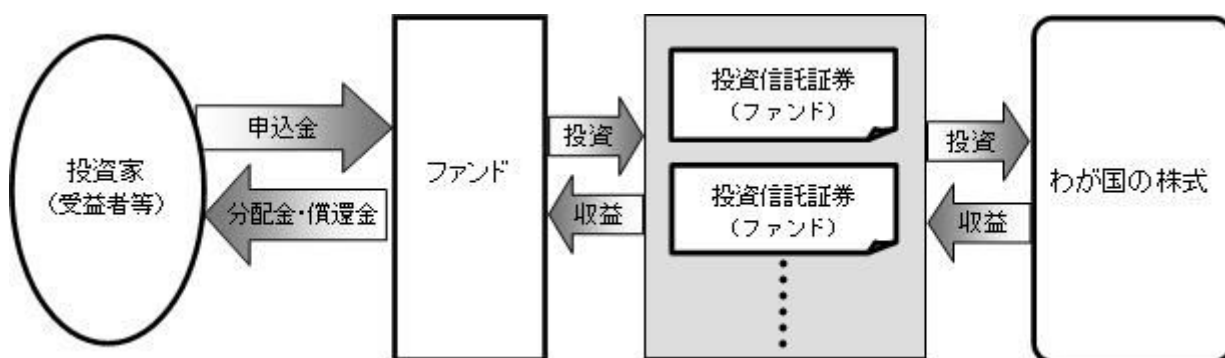 投資家
(受益者等)
申込金
分配金・償還金
ファンド
投資
収益
投資信託証券
(ファンド)
投資信託証券
(ファンド)
投資
収益
わが国の株式